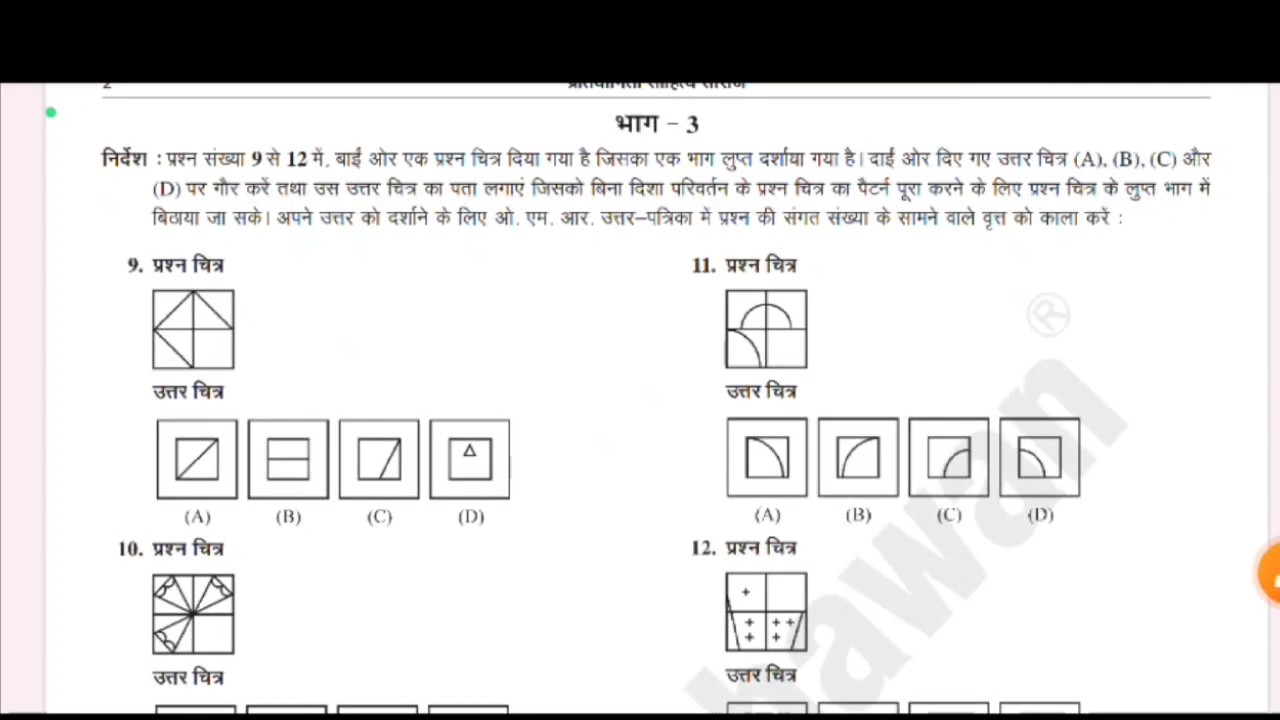 भाग - 3
निर्देश : प्रश्न संख्या 9 से 12 में, बाईं ओर एक प्रश्न चित्र दिया गया है जिसका एक भाग लुप्त दर्शाया गया है। दाईं ओर दिए गए उत्तर चित्र (A), (B), (C) और
(D) पर गौर करें तथा उस उत्तर चित्र का पता लगाएं जिसको बिना दिशा परिवर्तन के प्रश्न चित्र का पैटर्न पूरा करने के लिए प्रश्न चित्र के लुप्त भाग में
बिठाया जा सके। अपने उत्तर को दर्शाने के लिए ओ. एम. आर. उत्तर–पत्रिका में प्रश्न की संगत संख्या के सामने वाले वृत्त को काला करें :
9. प्रश्न चित्र
उत्तर चित्र
(A) (B) (C) (D)
10. प्रश्न चित्र
उत्तर चित्र
11. प्रश्न चित्र
उत्तर चित्र
(A) (B) (C) (D)
12. प्रश्न चित्र
उत्तर चित्र